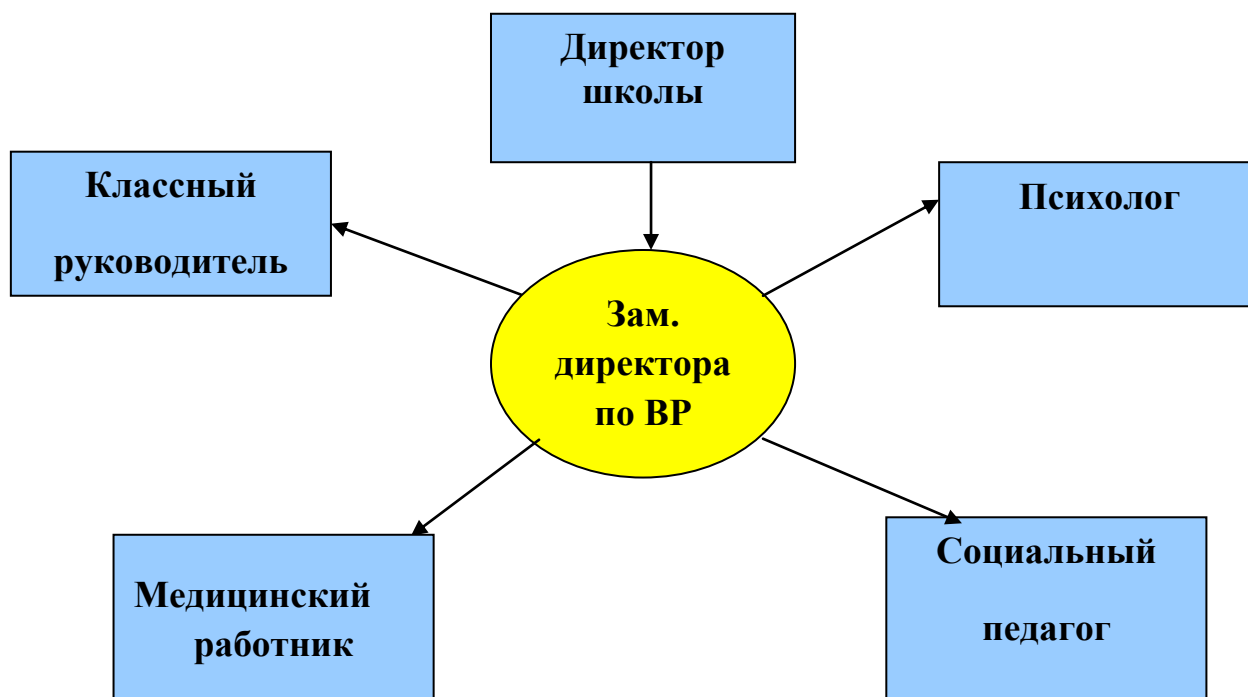 Директор
школы
Классный
руководитель
Психолог
Зам.
директора
по ВР
Медицинский
работник
Социальный
педагог